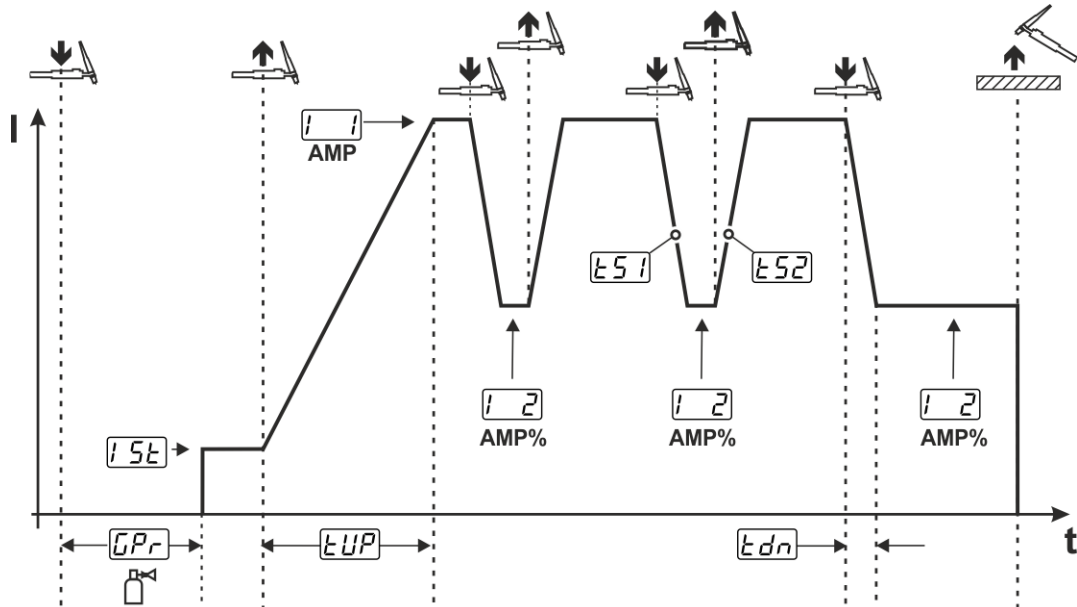 I
I 1
AMP
tS1
tS2
I 2
AMP%
I 2
AMP%
I 2
AMP%
I St
GPr
tUP
tdn
t